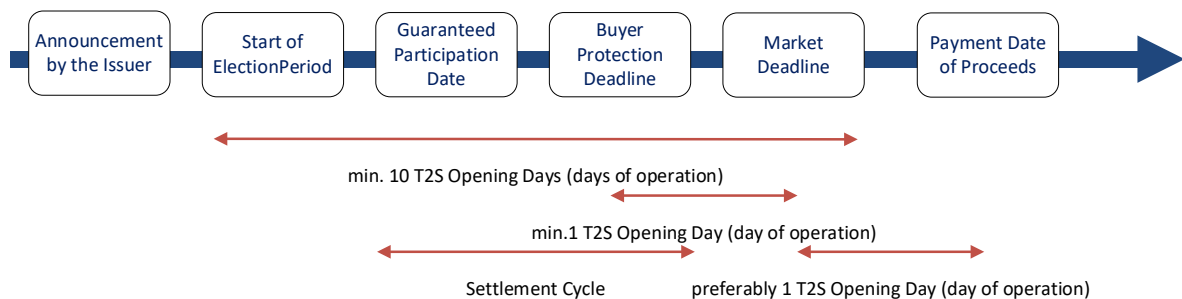 Announcement
by the Issuer
Start of
ElectionPeriod
Guaranteed
Participation
Date
Buyer
Protection
Deadline
Market
Deadline
Payment Date
of Proceeds
min. 10 T2S Opening Days (days of operation)
min.1 T2S Opening Day (day of operation)
Settlement Cycle
preferably 1 T2S Opening Day (day of operation)